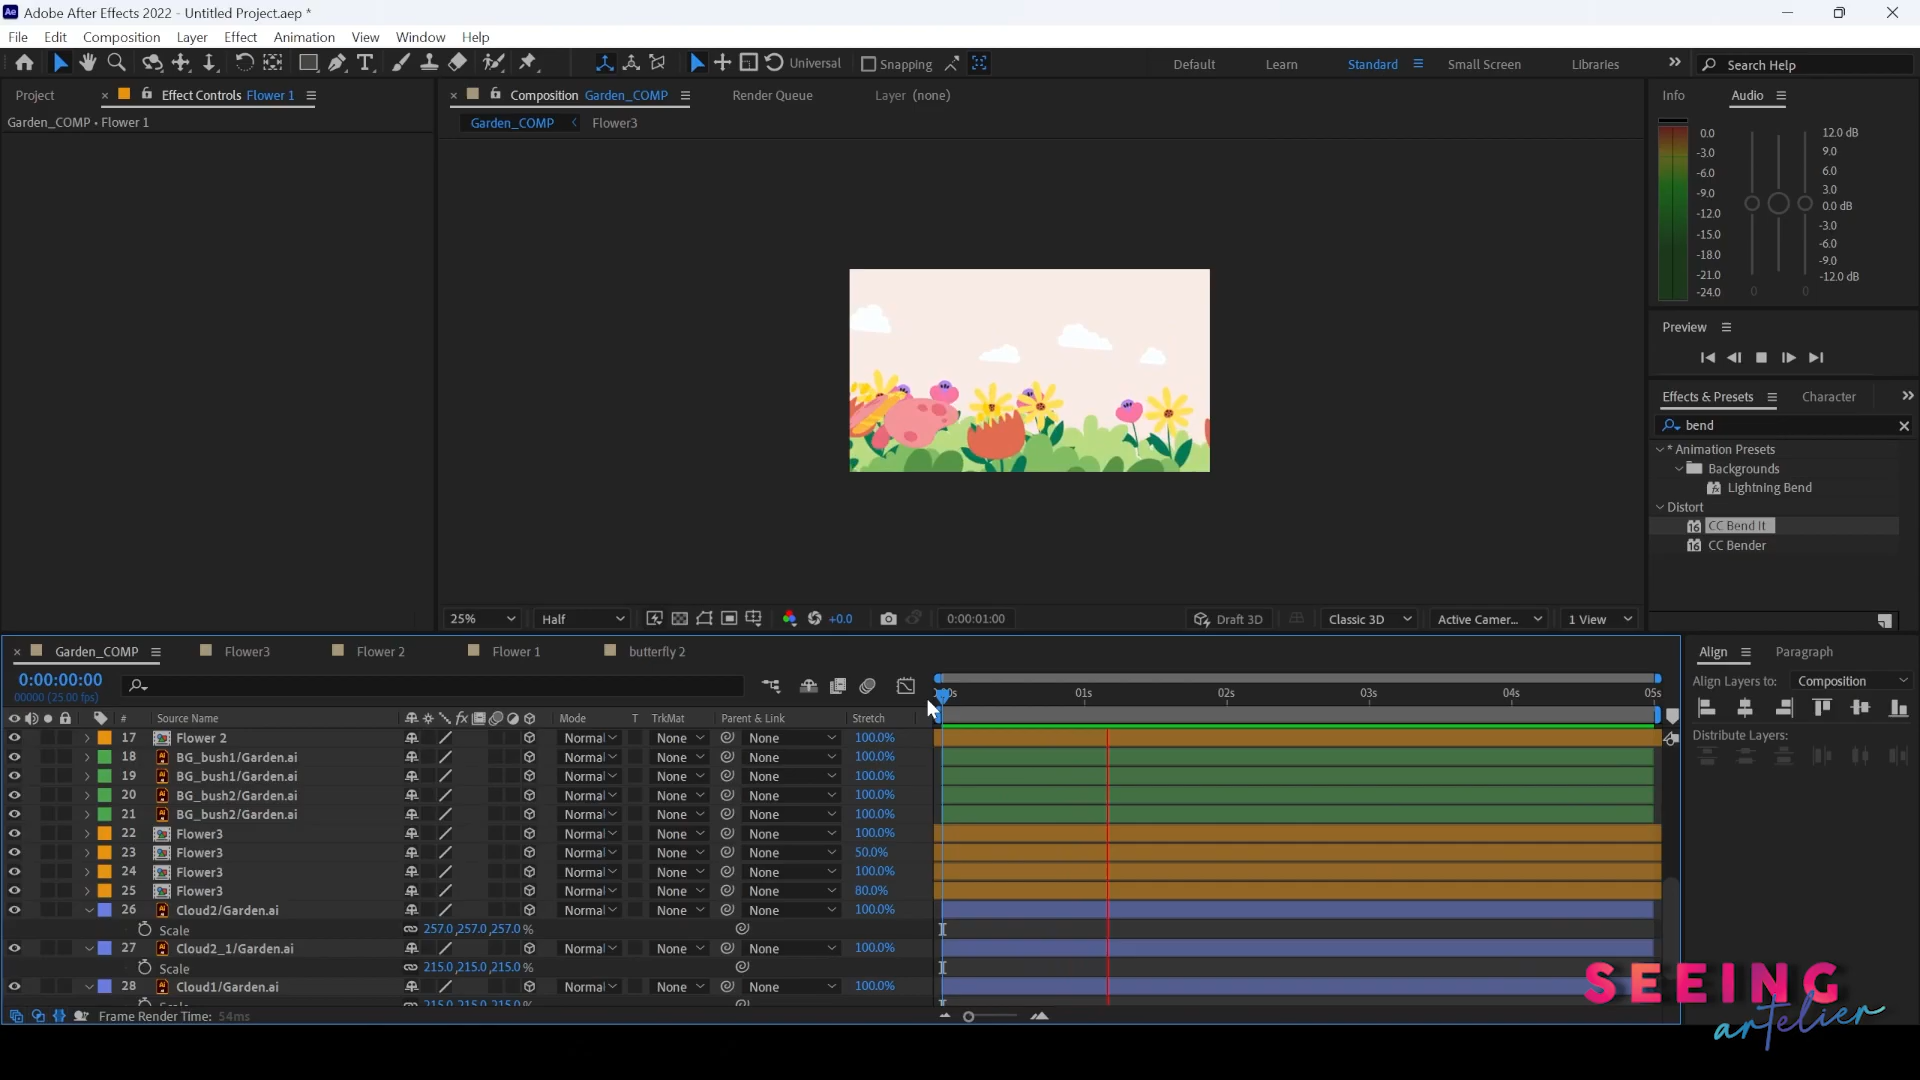 Adobe After Effects 2022 - Untitled Project.aep *
File Edit Composition Layer Effect Animation View Window Help
Universal Snapping Default Learn Standard Small Screen Libraries Search Help
Project Effect Controls Flower 1 Composition Garden_COMP Render Queue Layer (none) Info Audio
Garden_COMP • Flower 1
Garden_COMP Flower3
0.0
-3.0
-6.0
-9.0
-12.0
-15.0
-18.0
-21.0
-24.0
12.0 dB
9.0
6.0
3.0
0.0 dB
-3.0
-6.0
-9.0
-12.0 dB
0 0
Preview
Effects & Presets Character
bend
* Animation Presets
Backgrounds
Lightning Bend
Distort
CC Bend It
CC Bender
25% Half +0.0 0:00:01:00 Draft 3D Classic 3D Active Camer... 1 View
Garden_COMP Flower3 Flower 2 Flower 1 butterfly 2
0:00:00:00
00000 (25.00 fps)
01s 02s 03s 04s 05s
# Source Name Mode T TrkMat Parent & Link Stretch
17 Flower 2 Normal None None 100.0%
18 BG_bush1/Garden.ai Normal None None 100.0%
19 BG_bush1/Garden.ai Normal None None 100.0%
20 BG_bush2/Garden.ai Normal None None 100.0%
21 BG_bush2/Garden.ai Normal None None 100.0%
22 Flower3 Normal None None 100.0%
23 Flower3 Normal None None 50.0%
24 Flower3 Normal None None 100.0%
25 Flower3 Normal None None 80.0%
26 Cloud2/Garden.ai Normal None None 100.0%
Scale 257.0,257.0,257.0%
27 Cloud2_1/Garden.ai Normal None None 100.0%
Scale 215.0,215.0,215.0%
28 Cloud1/Garden.ai Normal None None 100.0%
Frame Render Time: 54ms
Align Paragraph
Align Layers to: Composition
Distribute Layers:
SEEING
artelier